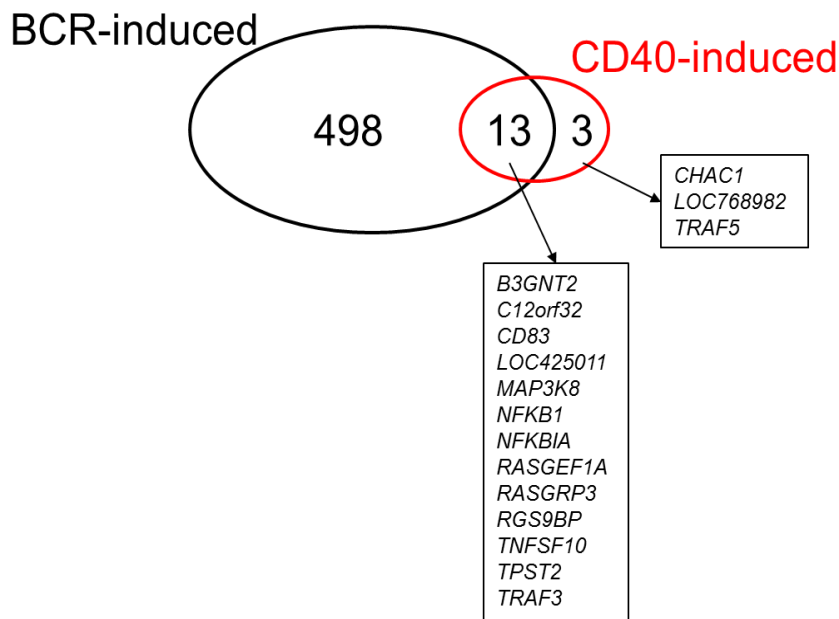 BCR-induced
CD40-induced
498
13
3
CHAC1
LOC768982
TRAF5
B3GNT2
C12orf32
CD83
LOC425011
MAP3K8
NFKB1
NFKBIA
RASGEF1A
RASGRP3
RGS9BP
TNFSF10
TPST2
TRAF3